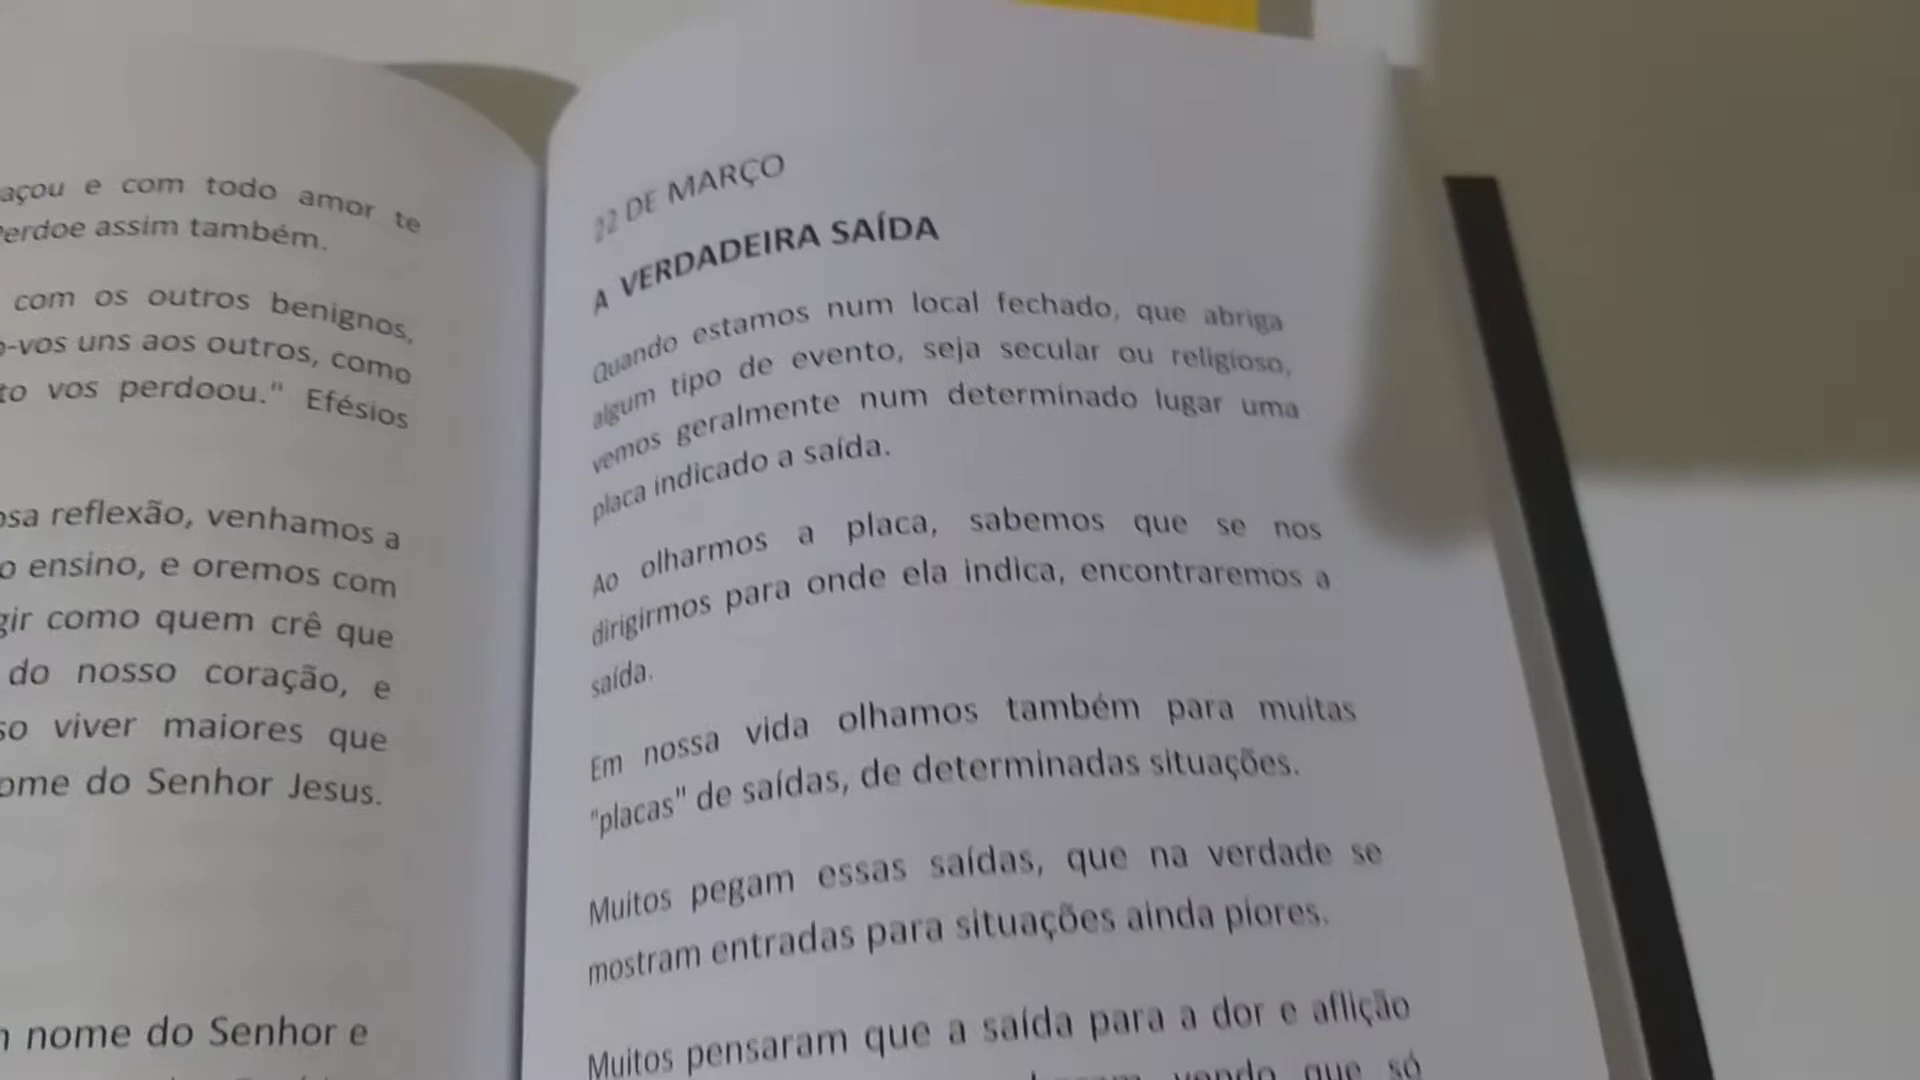 açou e com todo amor te
Perdoe assim também.
com os outros benignos,
o-vos uns aos outros, como
to vos perdoou." Efésios
osa reflexão, venhamos a
o ensino, e oremos com
gir como quem crê que
do nosso coração, e
so viver maiores que
ome do Senhor Jesus.
nome do Senhor e
22 DE MARÇO
A VERDADEIRA SAÍDA
Quando estamos num local fechado, que abriga
algum tipo de evento, seja secular ou religioso,
vemos geralmente num determinado lugar uma
placa indicado a saída.
Ao olharmos a placa, sabemos que se nos
dirigirmos para onde ela indica, encontraremos a
saída.
Em nossa vida olhamos também para muitas
"placas" de saídas, de determinadas situações.
Muitos pegam essas saídas, que na verdade se
mostram entradas para situações ainda piores.
Muitos pensaram que a saída para a dor e aflição
vendo que só